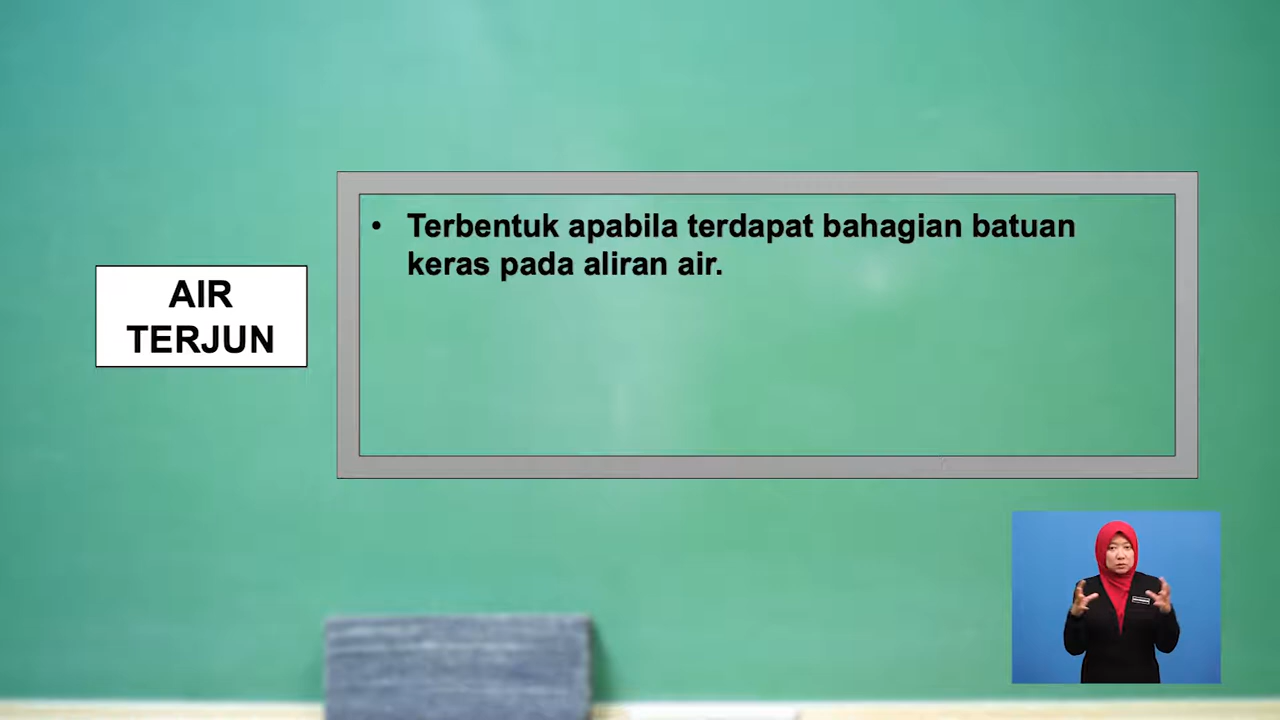 AIR
TERJUN
• Terbentuk apabila terdapat bahagian batuan
keras pada aliran air.